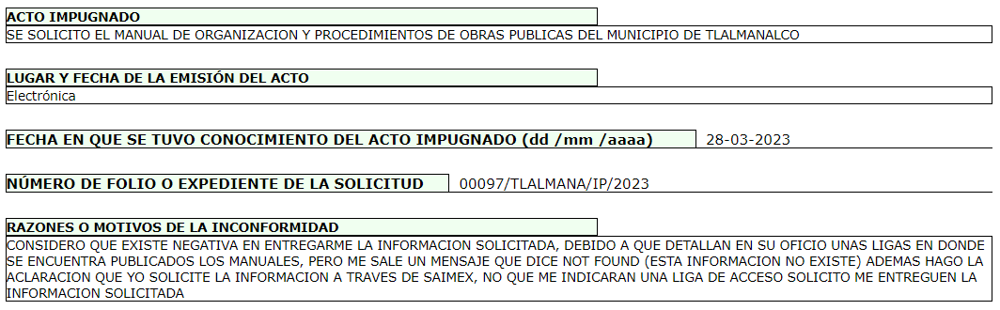 ACTO IMPUGNADO
SE SOLICITO EL MANUAL DE ORGANIZACION Y PROCEDIMIENTOS DE OBRAS PUBLICAS DEL MUNICIPIO DE TLALMANALCO
LUGAR Y FECHA DE LA EMISIÓN DEL ACTO
Electrónica
FECHA EN QUE SE TUVO CONOCIMIENTO DEL ACTO IMPUGNADO (dd /mm /aaaa) 28-03-2023
NÚMERO DE FOLIO O EXPEDIENTE DE LA SOLICITUD 00097/TLALMANA/IP/2023
RAZONES O MOTIVOS DE LA INCONFORMIDAD
CONSIDERO QUE EXISTE NEGATIVA EN ENTREGARME LA INFORMACION SOLICITADA, DEBIDO A QUE DETALLAN EN SU OFICIO UNAS LIGAS EN DONDE
SE ENCUENTRA PUBLICADOS LOS MANUALES, PERO ME SALE UN MENSAJE QUE DICE NOT FOUND (ESTA INFORMACION NO EXISTE) ADEMAS HAGO LA
ACLARACION QUE YO SOLICITE LA INFORMACION A TRAVES DE SAIMEX, NO QUE ME INDICARAN UNA LIGA DE ACCESO SOLICITO ME ENTREGUEN LA
INFORMACION SOLICITADA